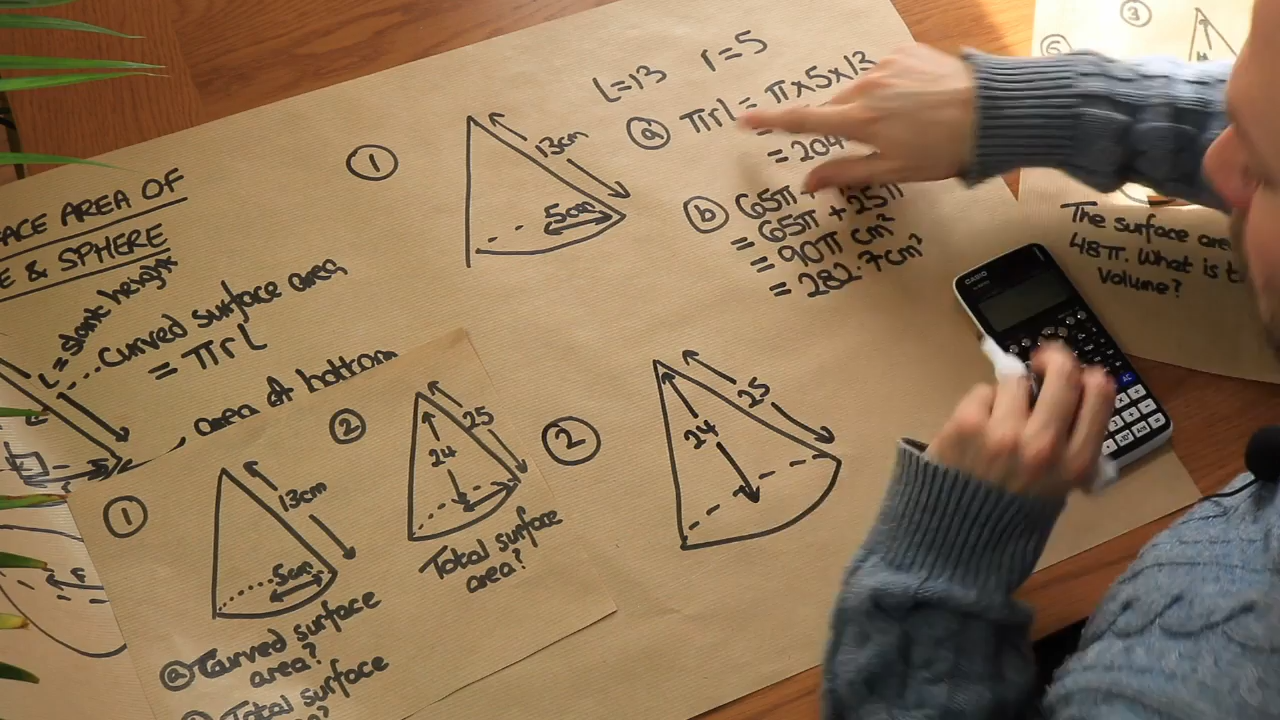 FACE AREA OF
E & SPHERE
L = slant height
Curved surface area
= πrL
area of bottom
r
①
13cm
5cm
L=13 r=5
ⓐ πrL = π×5×13
= 204
ⓑ 65π +
= 65π + 25π
= 90π cm²
= 282.7cm²
①
13cm
5cm
ⓐ Curved surface
area?
Total surface
②
24
25
Total surface
area?
②
24
25
③
The surface are
48π. What is t
Volume?
CASIO
AC